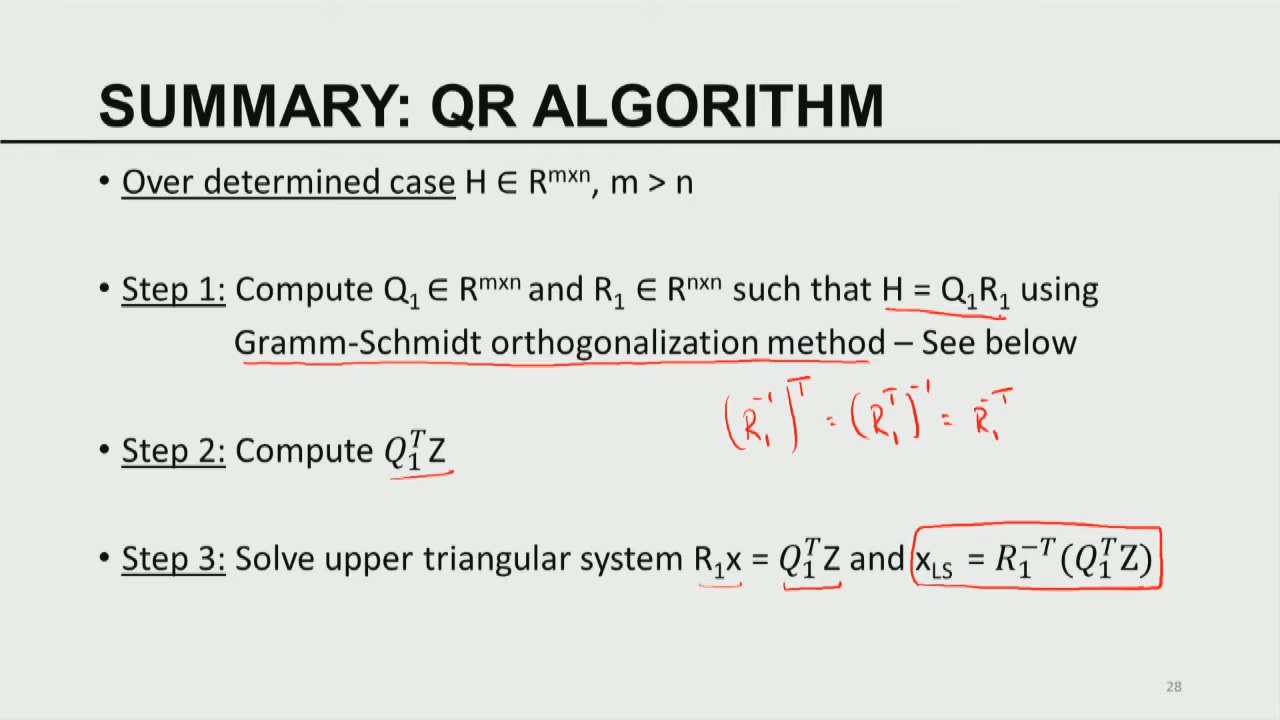 SUMMARY: QR ALGORITHM
• Over determined case H ∈ Rᵐˣⁿ, m > n
• Step 1: Compute Q₁ ∈ Rᵐˣⁿ and R₁ ∈ Rⁿˣⁿ such that H = Q₁R₁ using
Gramm-Schmidt orthogonalization method – See below
(R₁⁻¹)ᵀ = (R₁ᵀ)⁻¹ = R₁⁻ᵀ
• Step 2: Compute Q₁ᵀZ
• Step 3: Solve upper triangular system R₁x = Q₁ᵀZ and x_LS = R₁⁻ᵀ(Q₁ᵀZ)
28